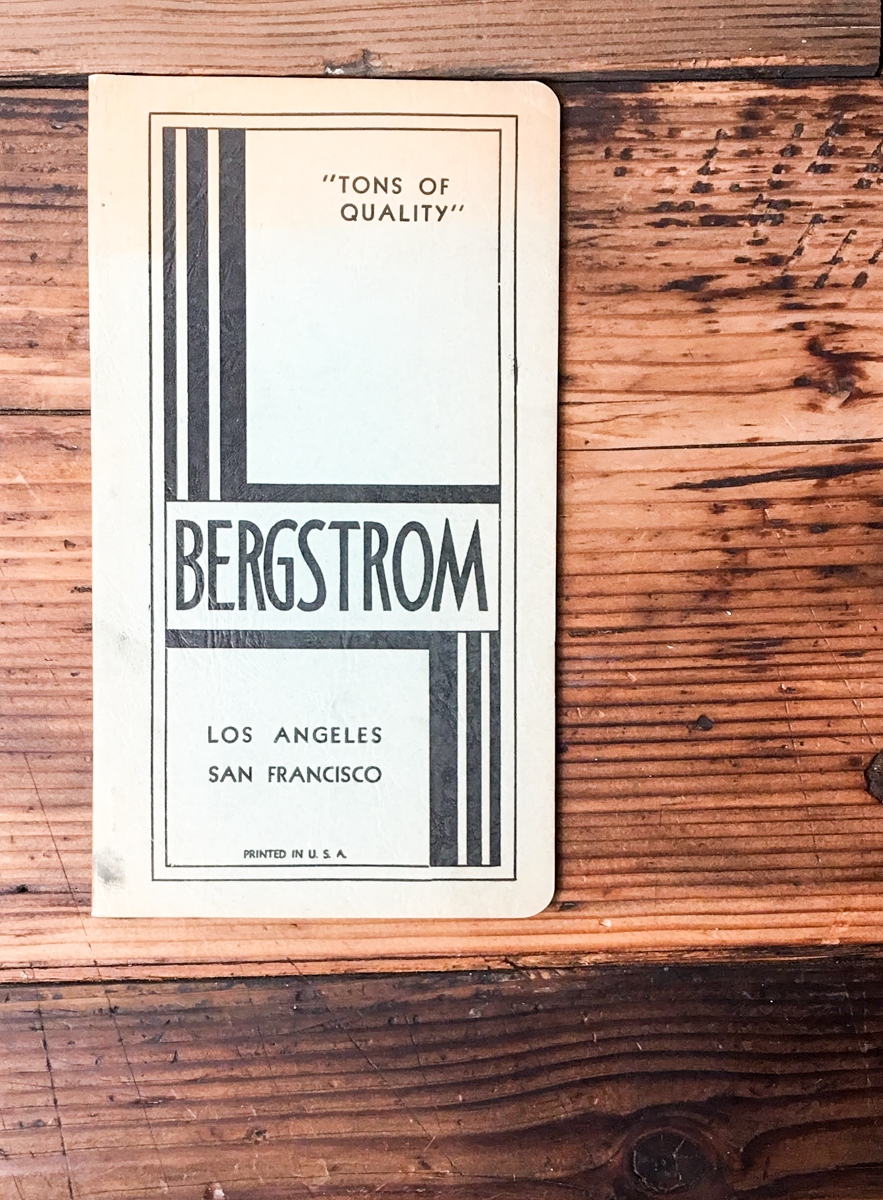 "TONS OF
QUALITY"
BERGSTROM
LOS ANGELES
SAN FRANCISCO
PRINTED IN U. S. A.